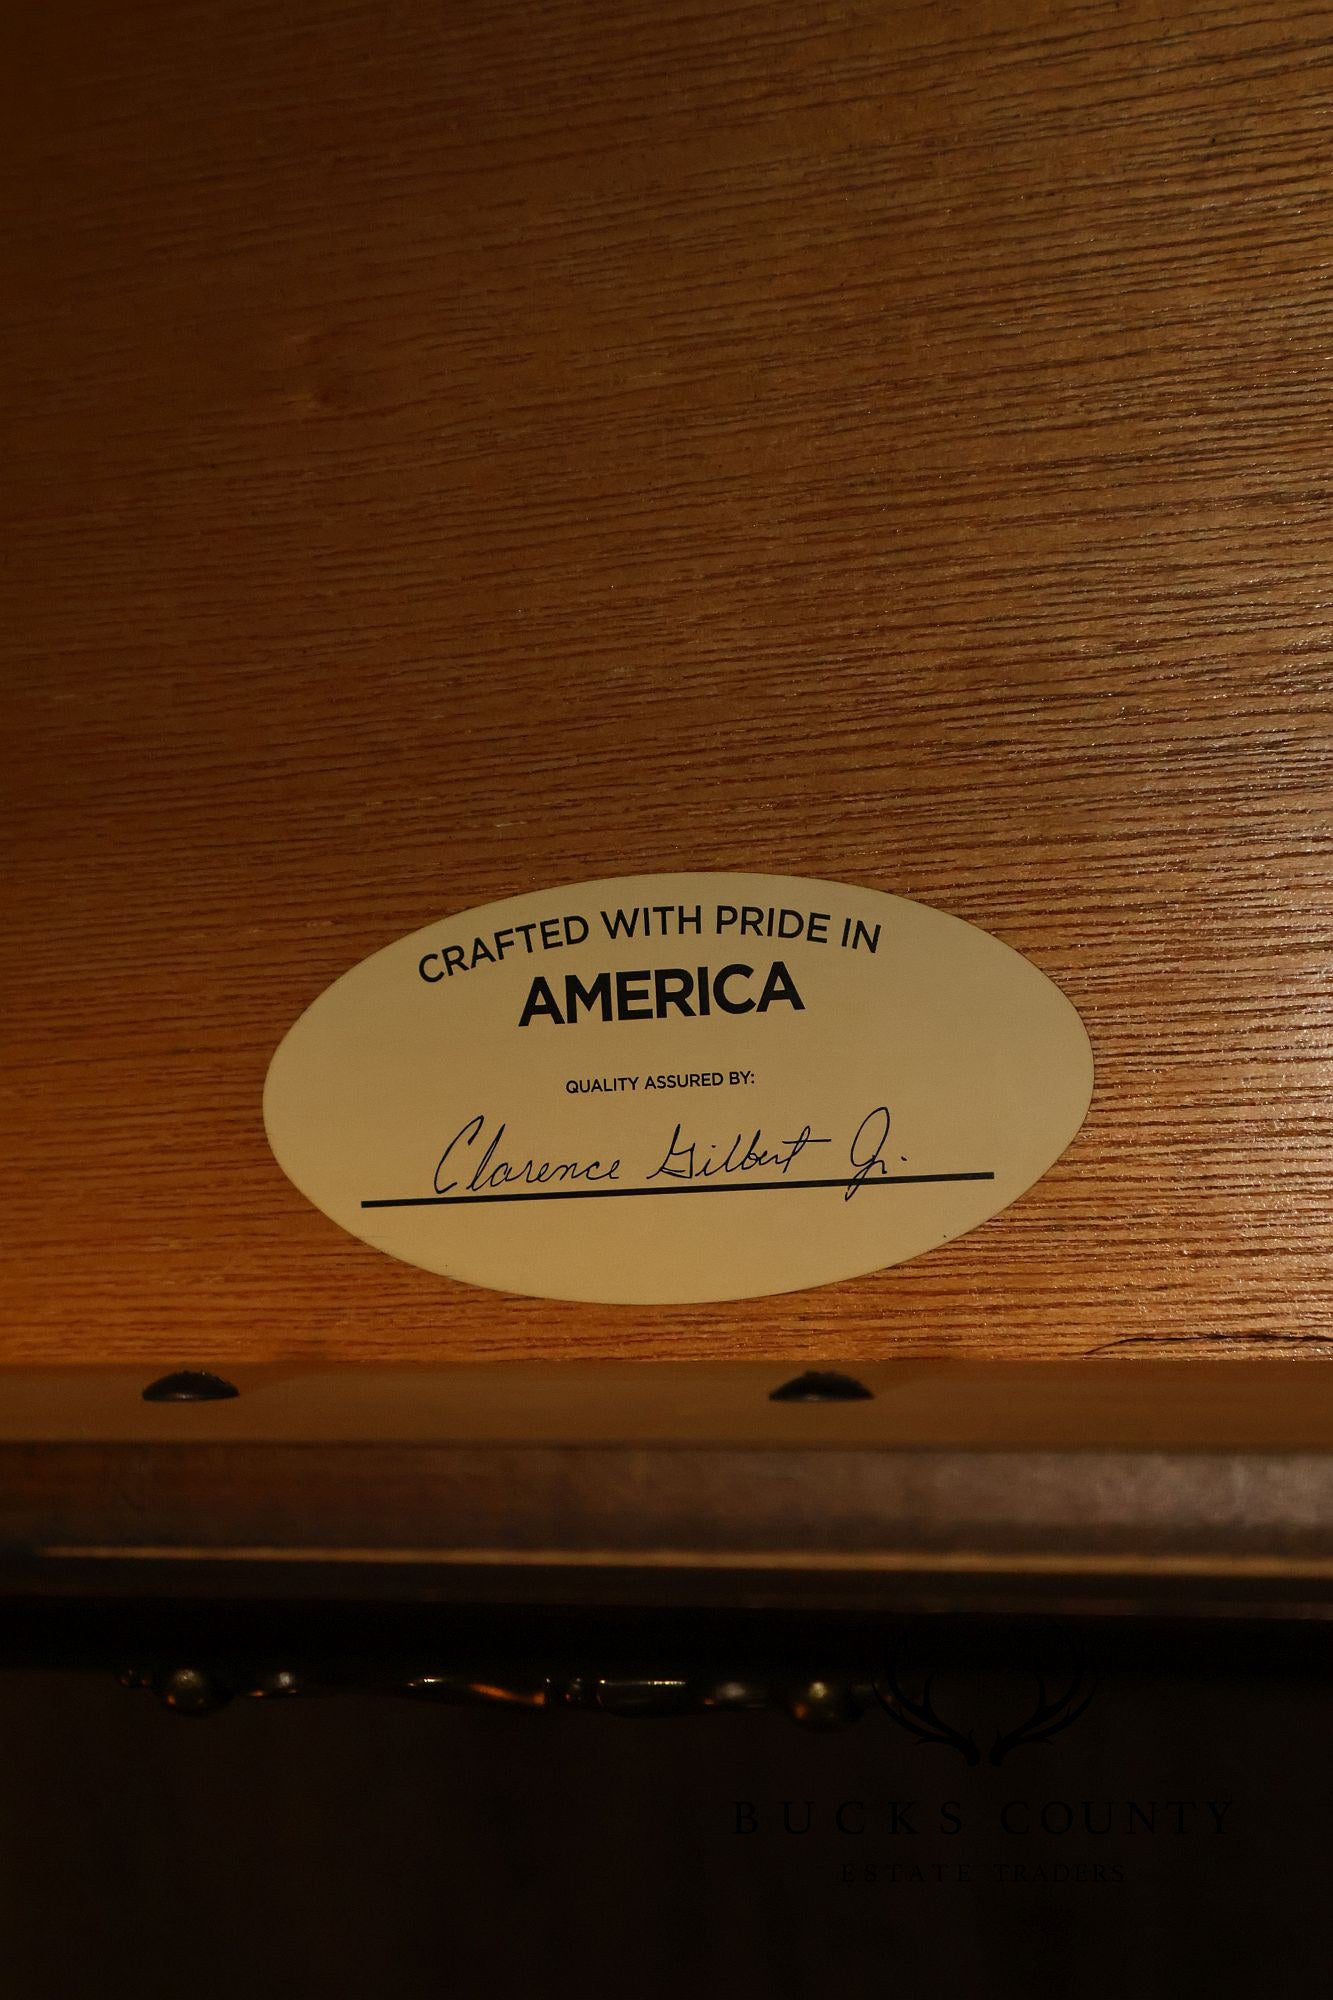 CRAFTED WITH PRIDE IN
AMERICA
QUALITY ASSURED BY:
Clarence Gilbert Jr.
BUCKS COUNTY
ESTATE TRADERS